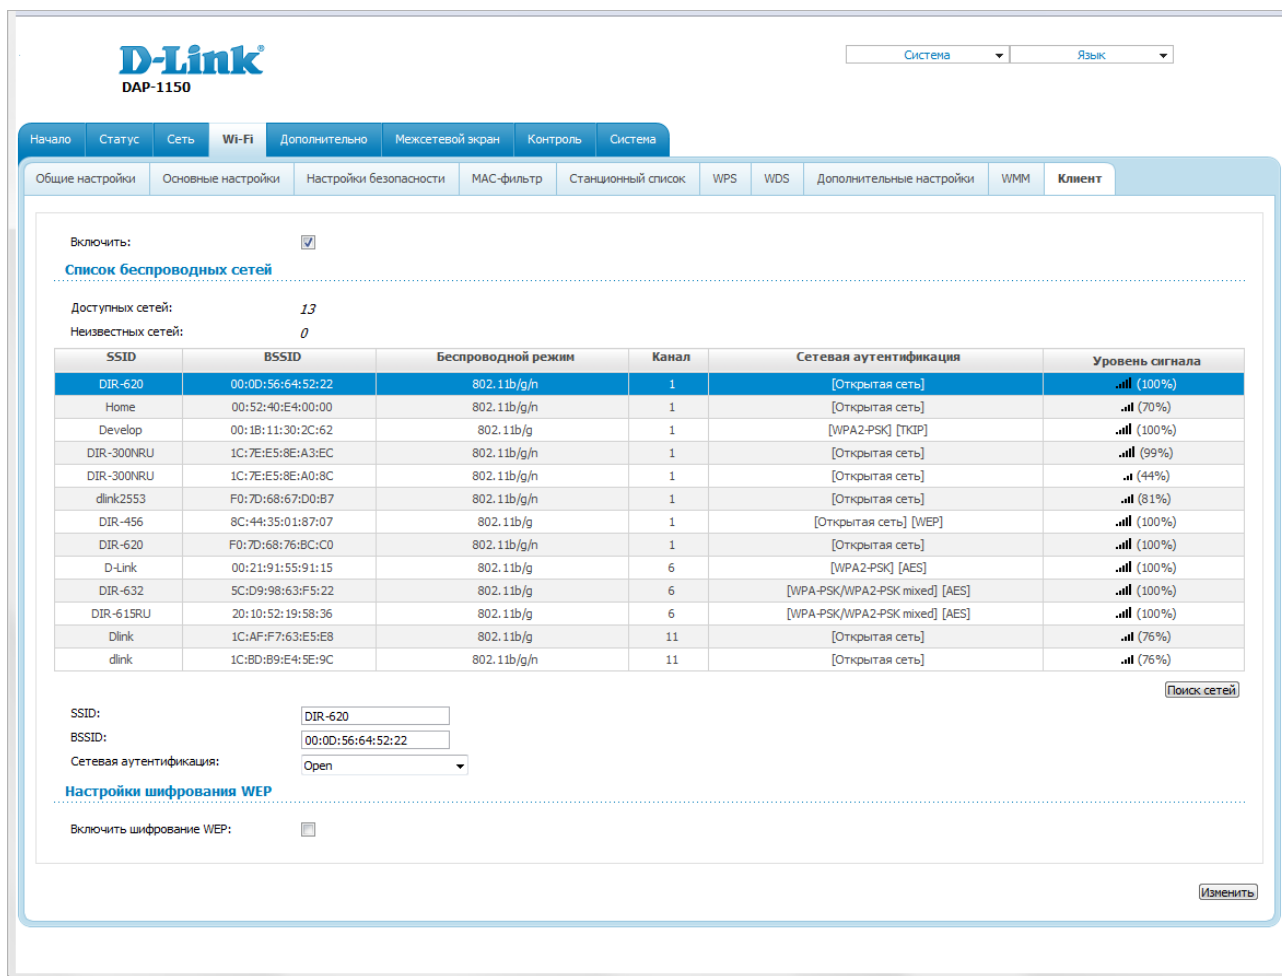 D-Link®
DAP-1150
Система Язык
Начало Статус Сеть Wi-Fi Дополнительно Межсетевой экран Контроль Система
Общие настройки Основные настройки Настройки безопасности MAC-фильтр Станционный список WPS WDS Дополнительные настройки WMM Клиент
Включить:
Список беспроводных сетей
Доступных сетей: 13
Неизвестных сетей: 0
SSID BSSID Беспроводной режим Канал Сетевая аутентификация Уровень сигнала
DIR-620 00:0D:56:64:52:22 802.11b/g/n 1 [Открытая сеть] (100%)
Home 00:52:40:E4:00:00 802.11b/g/n 1 [Открытая сеть] (70%)
Develop 00:1B:11:30:2C:62 802.11b/g 1 [WPA2-PSK] [TKIP] (100%)
DIR-300NRU 1C:7E:E5:8E:A3:EC 802.11b/g/n 1 [Открытая сеть] (99%)
DIR-300NRU 1C:7E:E5:8E:A0:8C 802.11b/g/n 1 [Открытая сеть] (44%)
dlink2553 F0:7D:68:67:D0:B7 802.11b/g/n 1 [Открытая сеть] (81%)
DIR-456 8C:44:35:01:87:07 802.11b/g 1 [Открытая сеть] [WEP] (100%)
DIR-620 F0:7D:68:76:BC:C0 802.11b/g/n 1 [Открытая сеть] (100%)
D-Link 00:21:91:55:91:15 802.11b/g 6 [WPA2-PSK] [AES] (100%)
DIR-632 5C:D9:98:63:F5:22 802.11b/g 6 [WPA-PSK/WPA2-PSK mixed] [AES] (100%)
DIR-615RU 20:10:52:19:58:36 802.11b/g 6 [WPA-PSK/WPA2-PSK mixed] [AES] (100%)
Dlink 1C:AF:F7:63:E5:E8 802.11b/g 11 [Открытая сеть] (76%)
dlink 1C:BD:B9:E4:5E:9C 802.11b/g/n 11 [Открытая сеть] (76%)
Поиск сетей
SSID: DIR-620
BSSID: 00:0D:56:64:52:22
Сетевая аутентификация: Open
Настройки шифрования WEP
Включить шифрование WEP:
Изменить